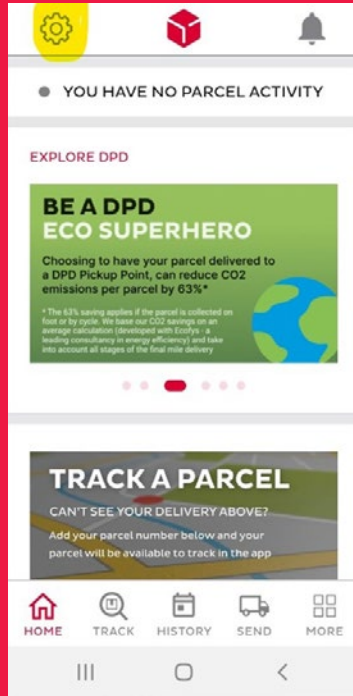 YOU HAVE NO PARCEL ACTIVITY
EXPLORE DPD
BE A DPD
ECO SUPERHERO
Choosing to have your parcel delivered to
a DPD Pickup Point, can reduce CO2
emissions per parcel by 63%*
* The 63% saving applies if the parcel is collected on
foot or by cycle. We base our CO2 savings on an
average calculation (developed with Ecofys - a
leading consultancy in energy efficiency) and take
into account all stages of the final mile delivery
TRACK A PARCEL
CAN'T SEE YOUR DELIVERY ABOVE?
Add your parcel number below and your
parcel will be available to track in the app
HOME TRACK HISTORY SEND MORE